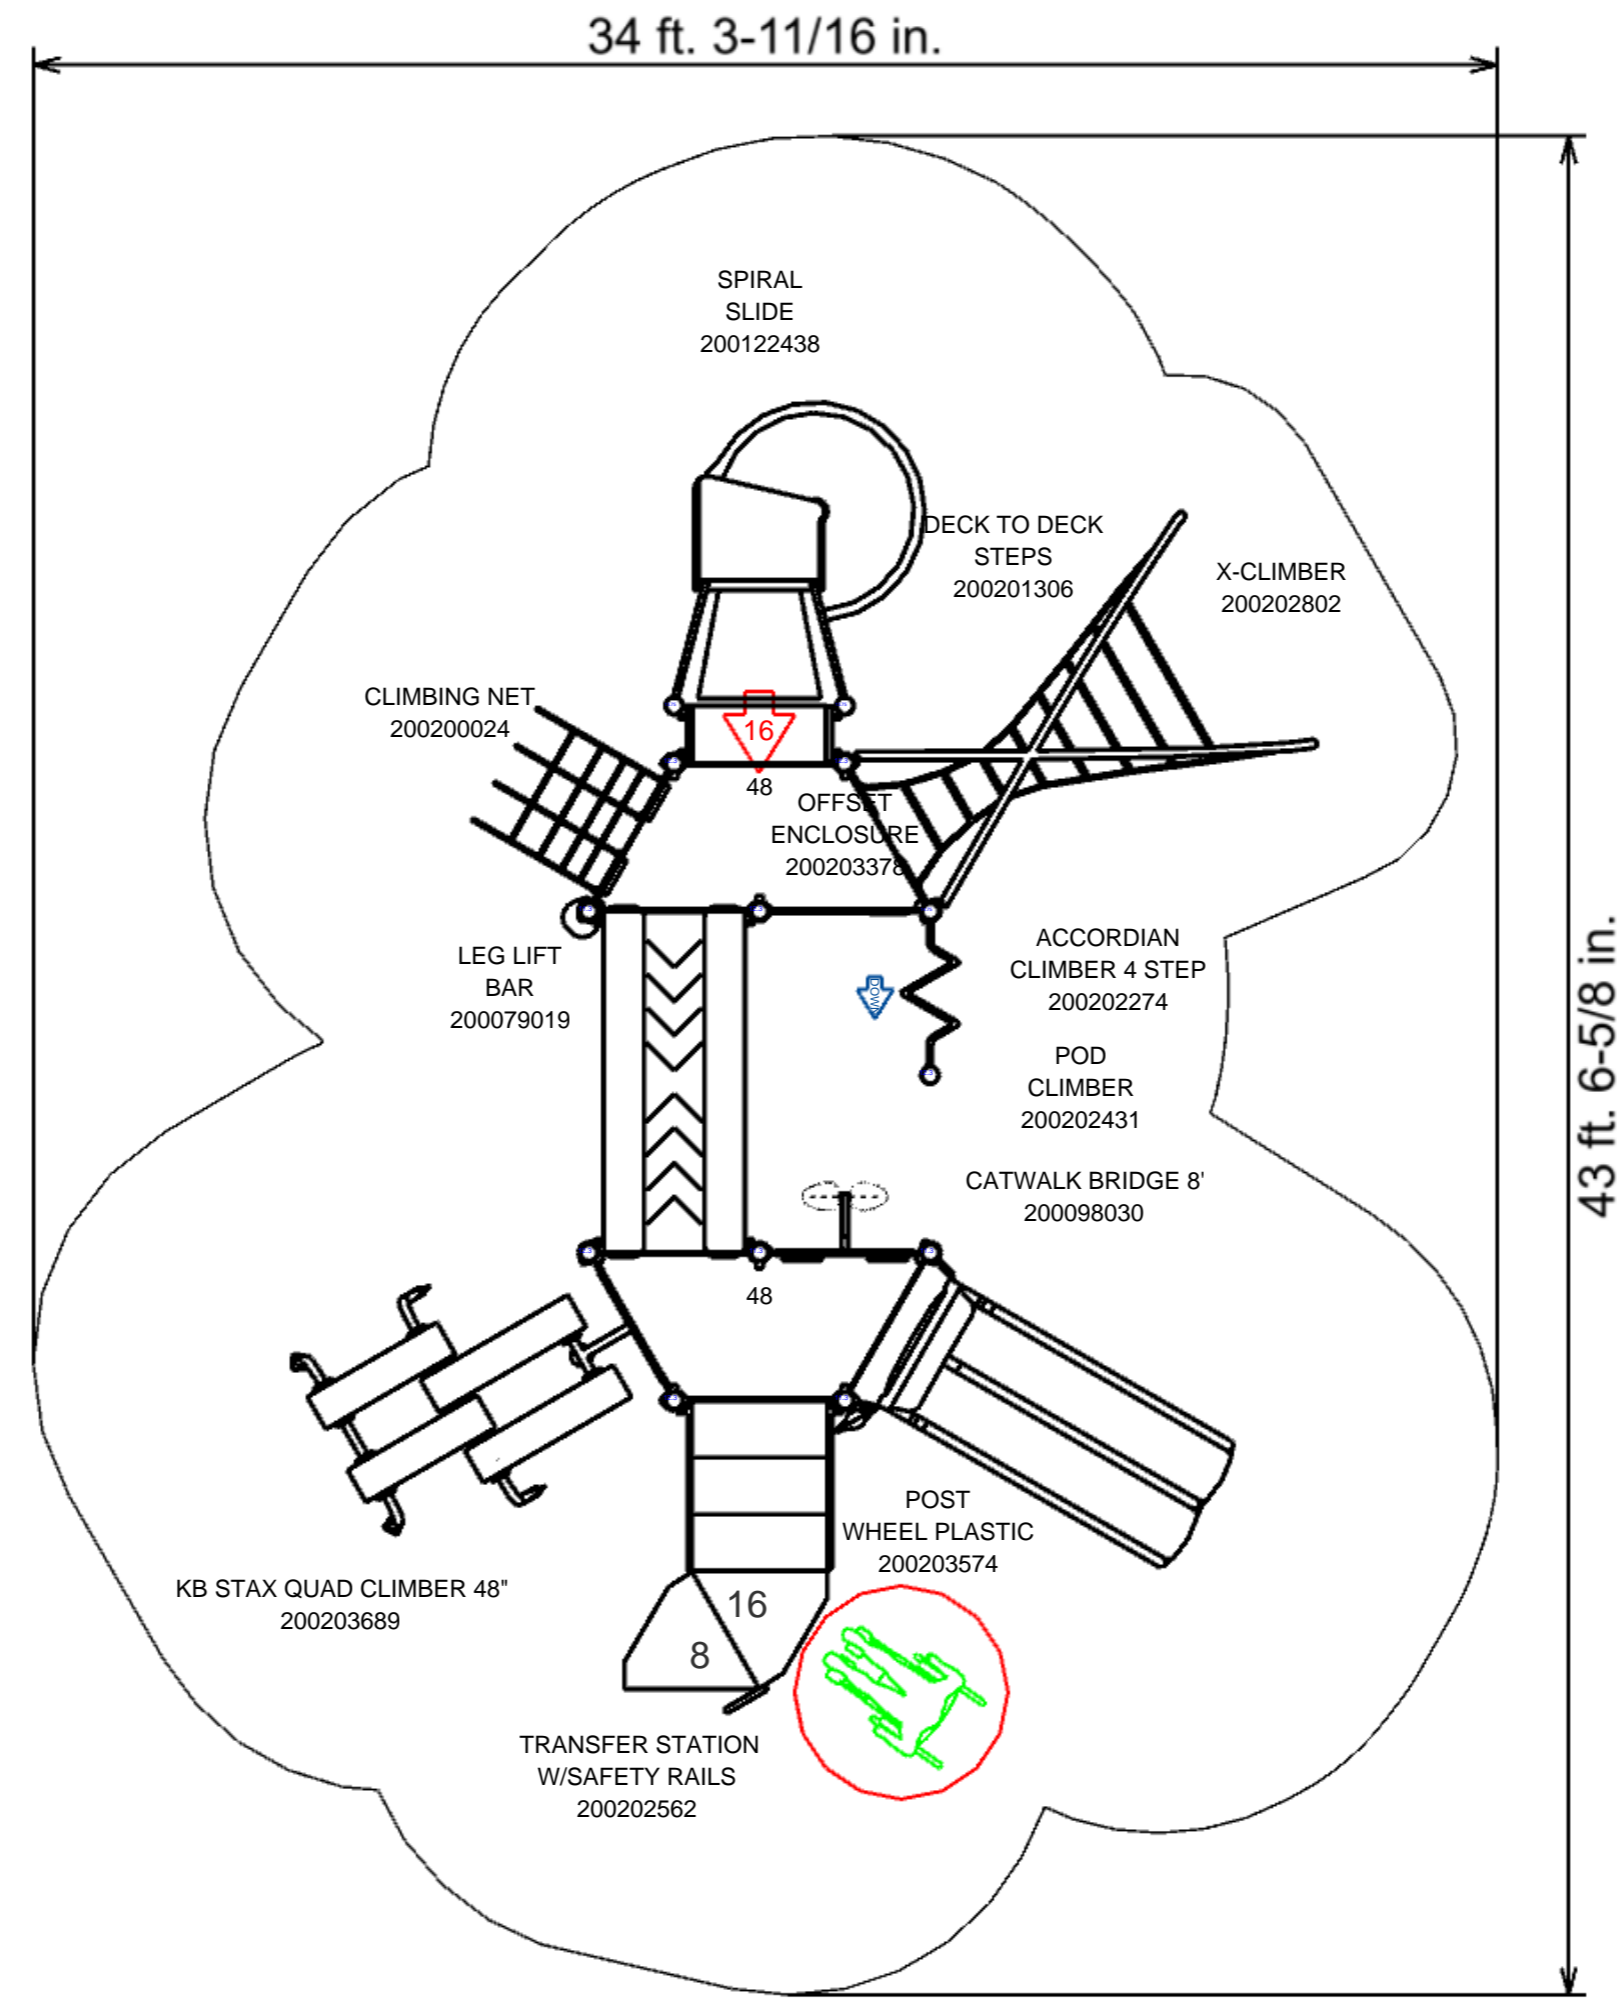 34 ft. 3-11/16 in.
SPIRAL
SLIDE
200122438
DECK TO DECK
STEPS
200201306
X-CLIMBER
200202802
CLIMBING NET
200200024
16
48
OFFSET
ENCLOSURE
200203378
LEG LIFT
BAR
200079019
DOWN
ACCORDIAN
CLIMBER 4 STEP
200202274
POD
CLIMBER
200202431
43 ft. 6-5/8 in.
CATWALK BRIDGE 8'
200098030
48
POST
WHEEL PLASTIC
200203574
KB STAX QUAD CLIMBER 48"
200203689
16
8
TRANSFER STATION
W/SAFETY RAILS
200202562